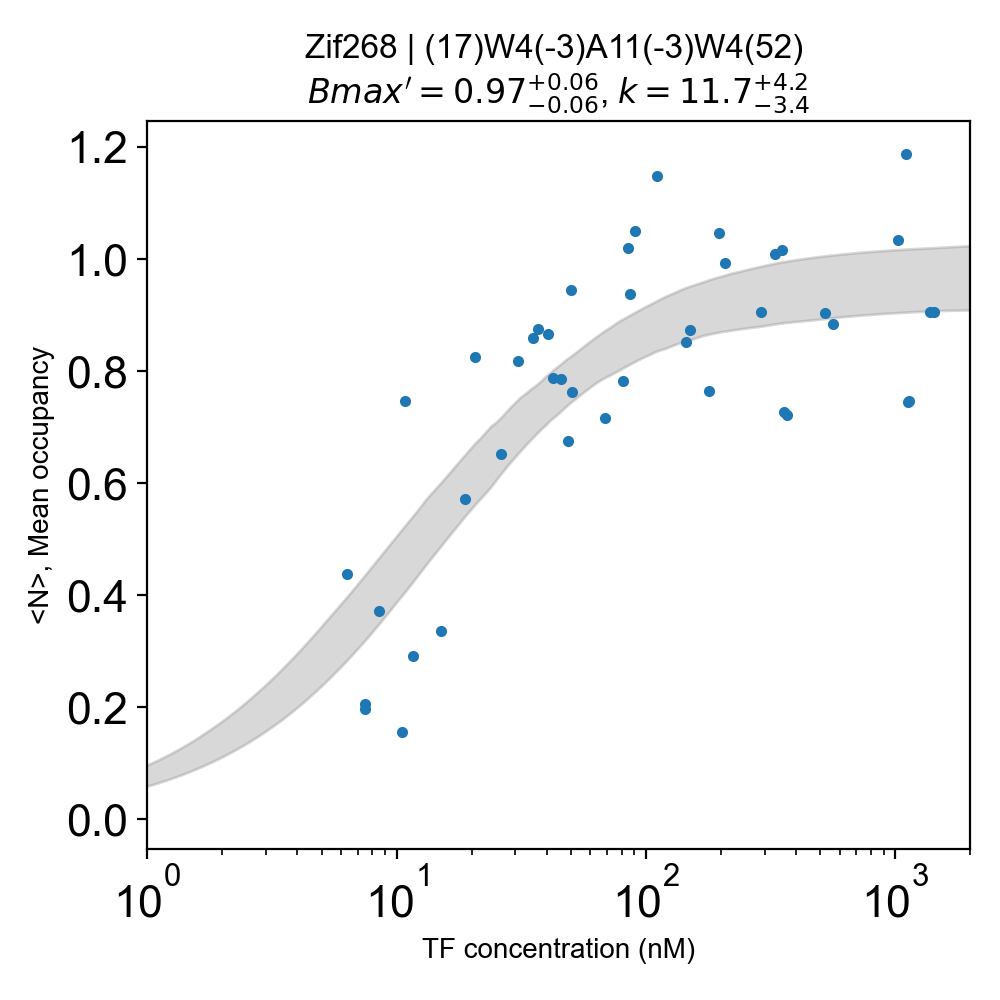 Zif268 | (17)W4(-3)A11(-3)W4(52)
Bmax′ = 0.97 +0.06 −0.06, k = 11.7 +4.2 −3.4
1.2
1.0
0.8
0.6
0.4
0.2
0.0
<N>, Mean occupancy
10^0 10^1 10^2 10^3
TF concentration (nM)